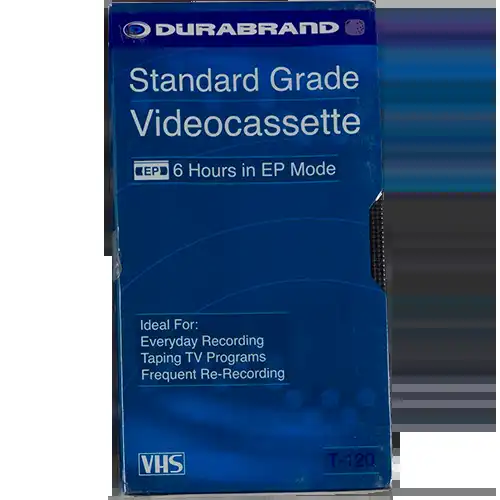 DURABRAND
Standard Grade
Videocassette
EP 6 Hours in EP Mode
Ideal For:
Everyday Recording
Taping TV Programs
Frequent Re-Recording
VHS T-120